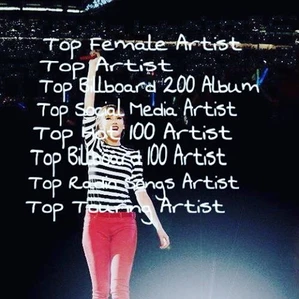 Top Female Artist
Top Artist
Top Billboard 200 Album
Top Social Media Artist
Top Hot 100 Artist
Top Billboard 100 Artist
Top Radio Songs Artist
Top Touring Artist